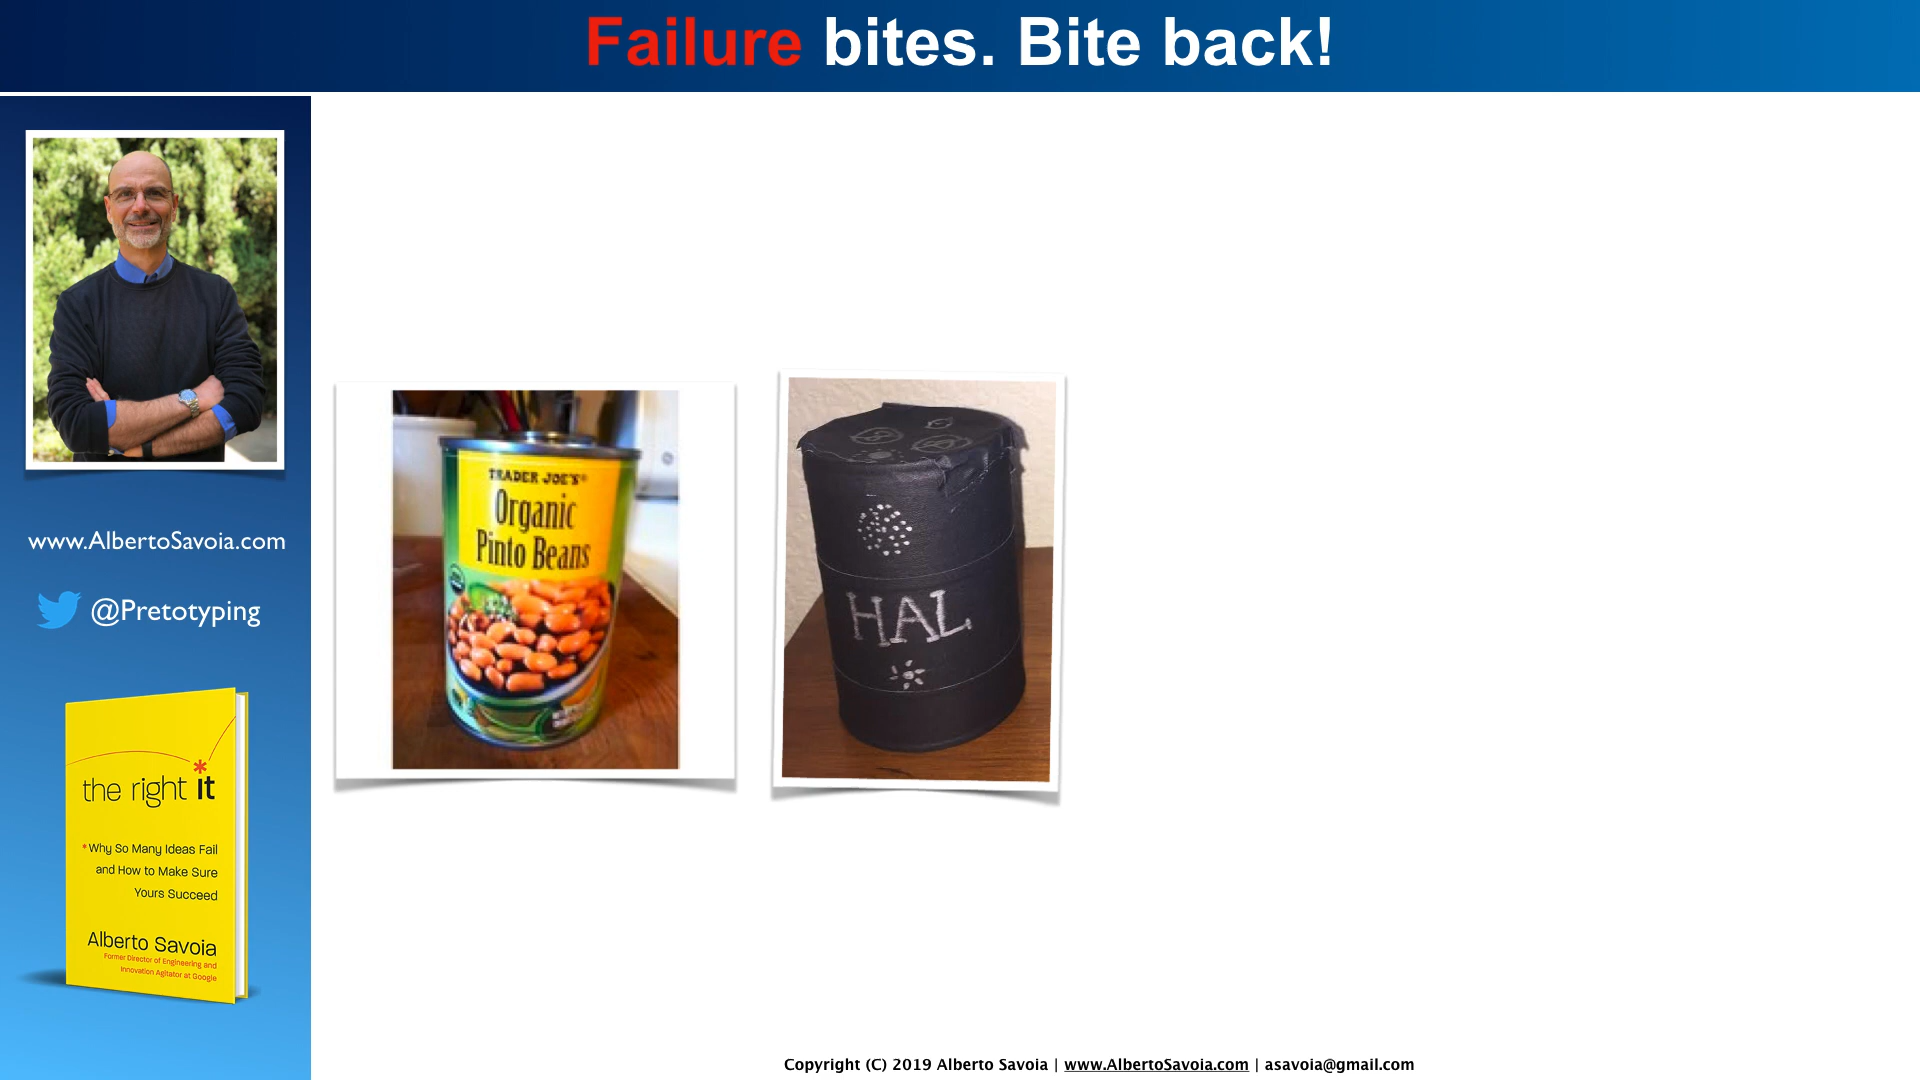 Failure bites. Bite back!
www.AlbertoSavoia.com
@Pretotyping
the right *it
*Why So Many Ideas Fail
and How to Make Sure
Yours Succeed
Alberto Savoia
Former Director of Engineering and
Innovation Agitator at Google
TRADER JOE'S®
Organic
Pinto Beans
HAL
Copyright (C) 2019 Alberto Savoia | www.AlbertoSavoia.com | asavoia@gmail.com